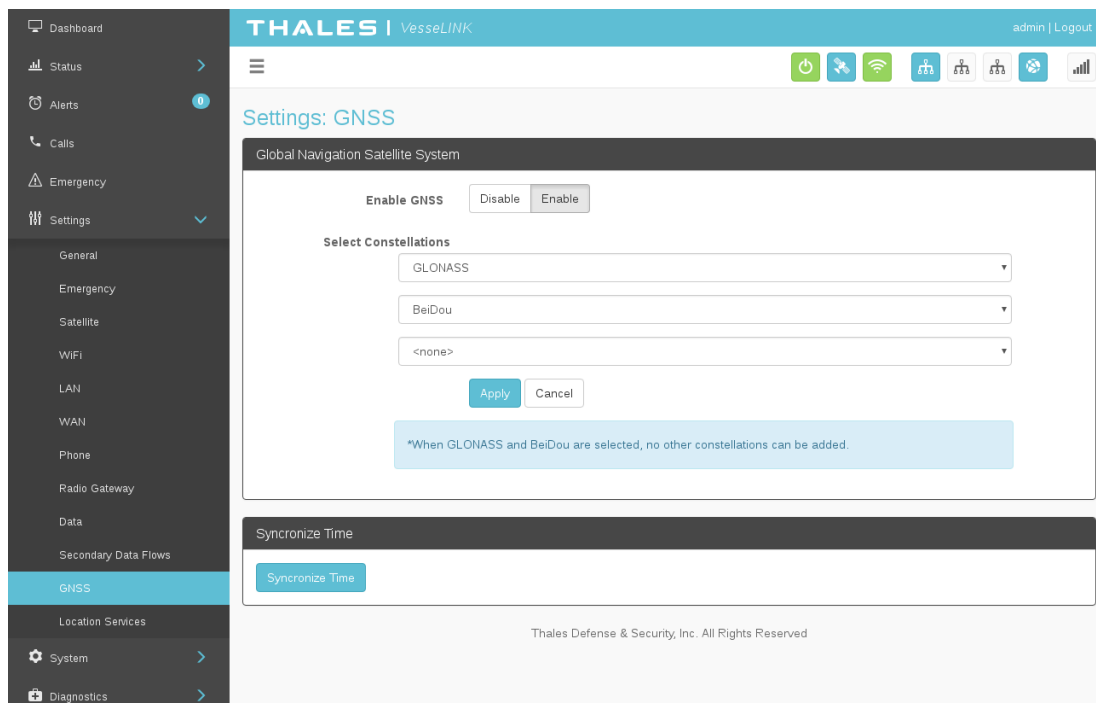 Dashboard
Status
Alerts 0
Calls
Emergency
Settings
General
Emergency
Satellite
WiFi
LAN
WAN
Phone
Radio Gateway
Data
Secondary Data Flows
GNSS
Location Services
System
Diagnostics
THALES | VesseLINK
admin | Logout
Settings: GNSS
Global Navigation Satellite System
Enable GNSS Disable Enable
Select Constellations
GLONASS
BeiDou
<none>
Apply Cancel
*When GLONASS and BeiDou are selected, no other constellations can be added.
Syncronize Time
Syncronize Time
Thales Defense & Security, Inc. All Rights Reserved